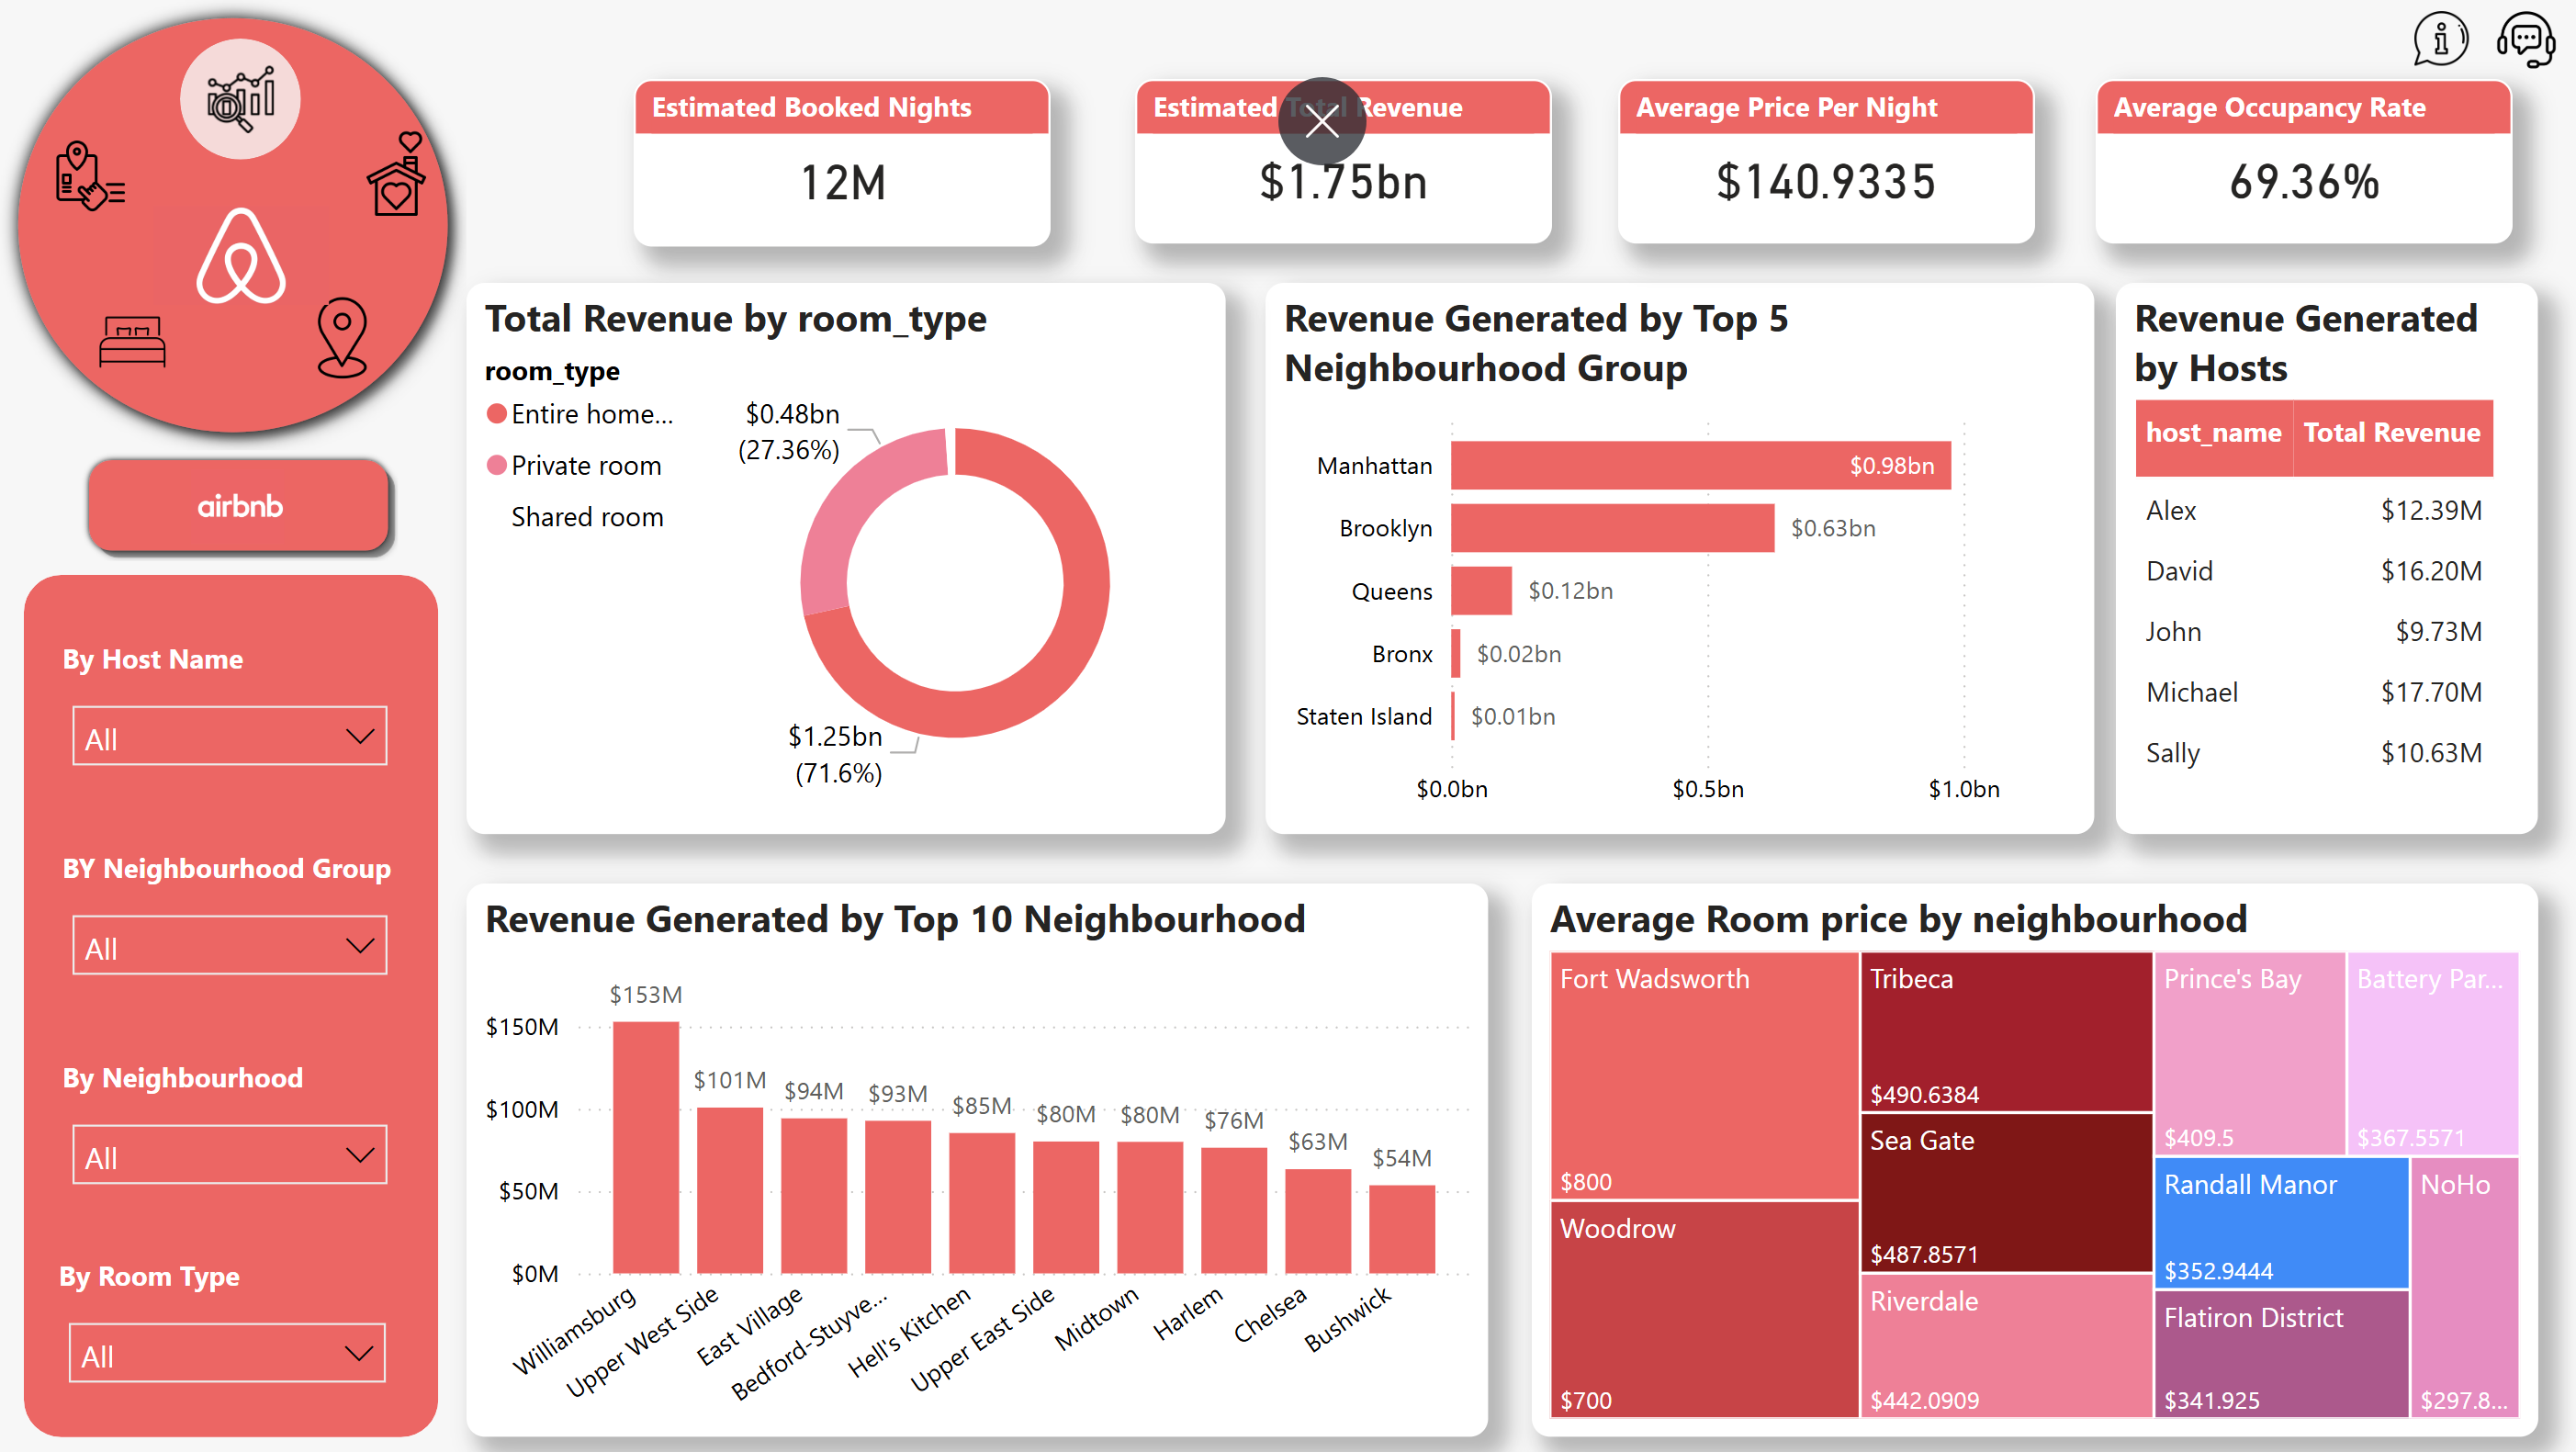 Estimated Booked Nights
12M
Estimated Total Revenue
$1.75bn
Average Price Per Night
$140.9335
Average Occupancy Rate
69.36%
airbnb
By Host Name
All
BY Neighbourhood Group
All
By Neighbourhood
All
By Room Type
All
Total Revenue by room_type
room_type
Entire home...
Private room
Shared room
$0.48bn
(27.36%)
$1.25bn
(71.6%)
Revenue Generated by Top 5
Neighbourhood Group
Manhattan
$0.98bn
Brooklyn
$0.63bn
Queens
$0.12bn
Bronx
$0.02bn
Staten Island
$0.01bn
$0.0bn
$0.5bn
$1.0bn
Revenue Generated
by Hosts
host_name Total Revenue
Alex $12.39M
David $16.20M
John $9.73M
Michael $17.70M
Sally $10.63M
Revenue Generated by Top 10 Neighbourhood
$150M
$100M
$50M
$0M
$153M
$101M
$94M
$93M
$85M
$80M
$80M
$76M
$63M
$54M
Williamsburg
Upper West Side
East Village
Bedford-Stuyve...
Hell's Kitchen
Upper East Side
Midtown
Harlem
Chelsea
Bushwick
Average Room price by neighbourhood
Fort Wadsworth
$800
Woodrow
$700
Tribeca
$490.6384
Sea Gate
$487.8571
Riverdale
$442.0909
Prince's Bay
$409.5
Battery Par...
$367.5571
Randall Manor
$352.9444
Flatiron District
$341.925
NoHo
$297.8...